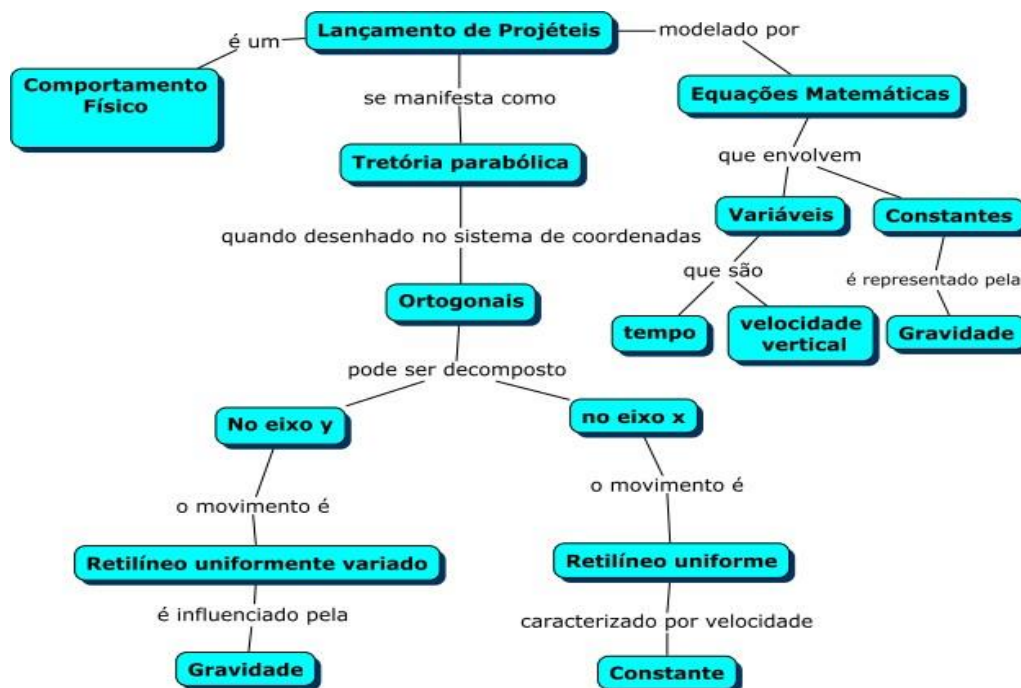 Lançamento de Projéteis
é um
modelado por
Comportamento
Físico
se manifesta como
Equações Matemáticas
que envolvem
Tretória parabólica
Variáveis
Constantes
quando desenhado no sistema de coordenadas
que são
é representado pela
Ortogonais
tempo
velocidade
vertical
Gravidade
pode ser decomposto
No eixo y
no eixo x
o movimento é
o movimento é
Retilíneo uniformente variado
Retilíneo uniforme
é influenciado pela
caracterizado por velocidade
Gravidade
Constante